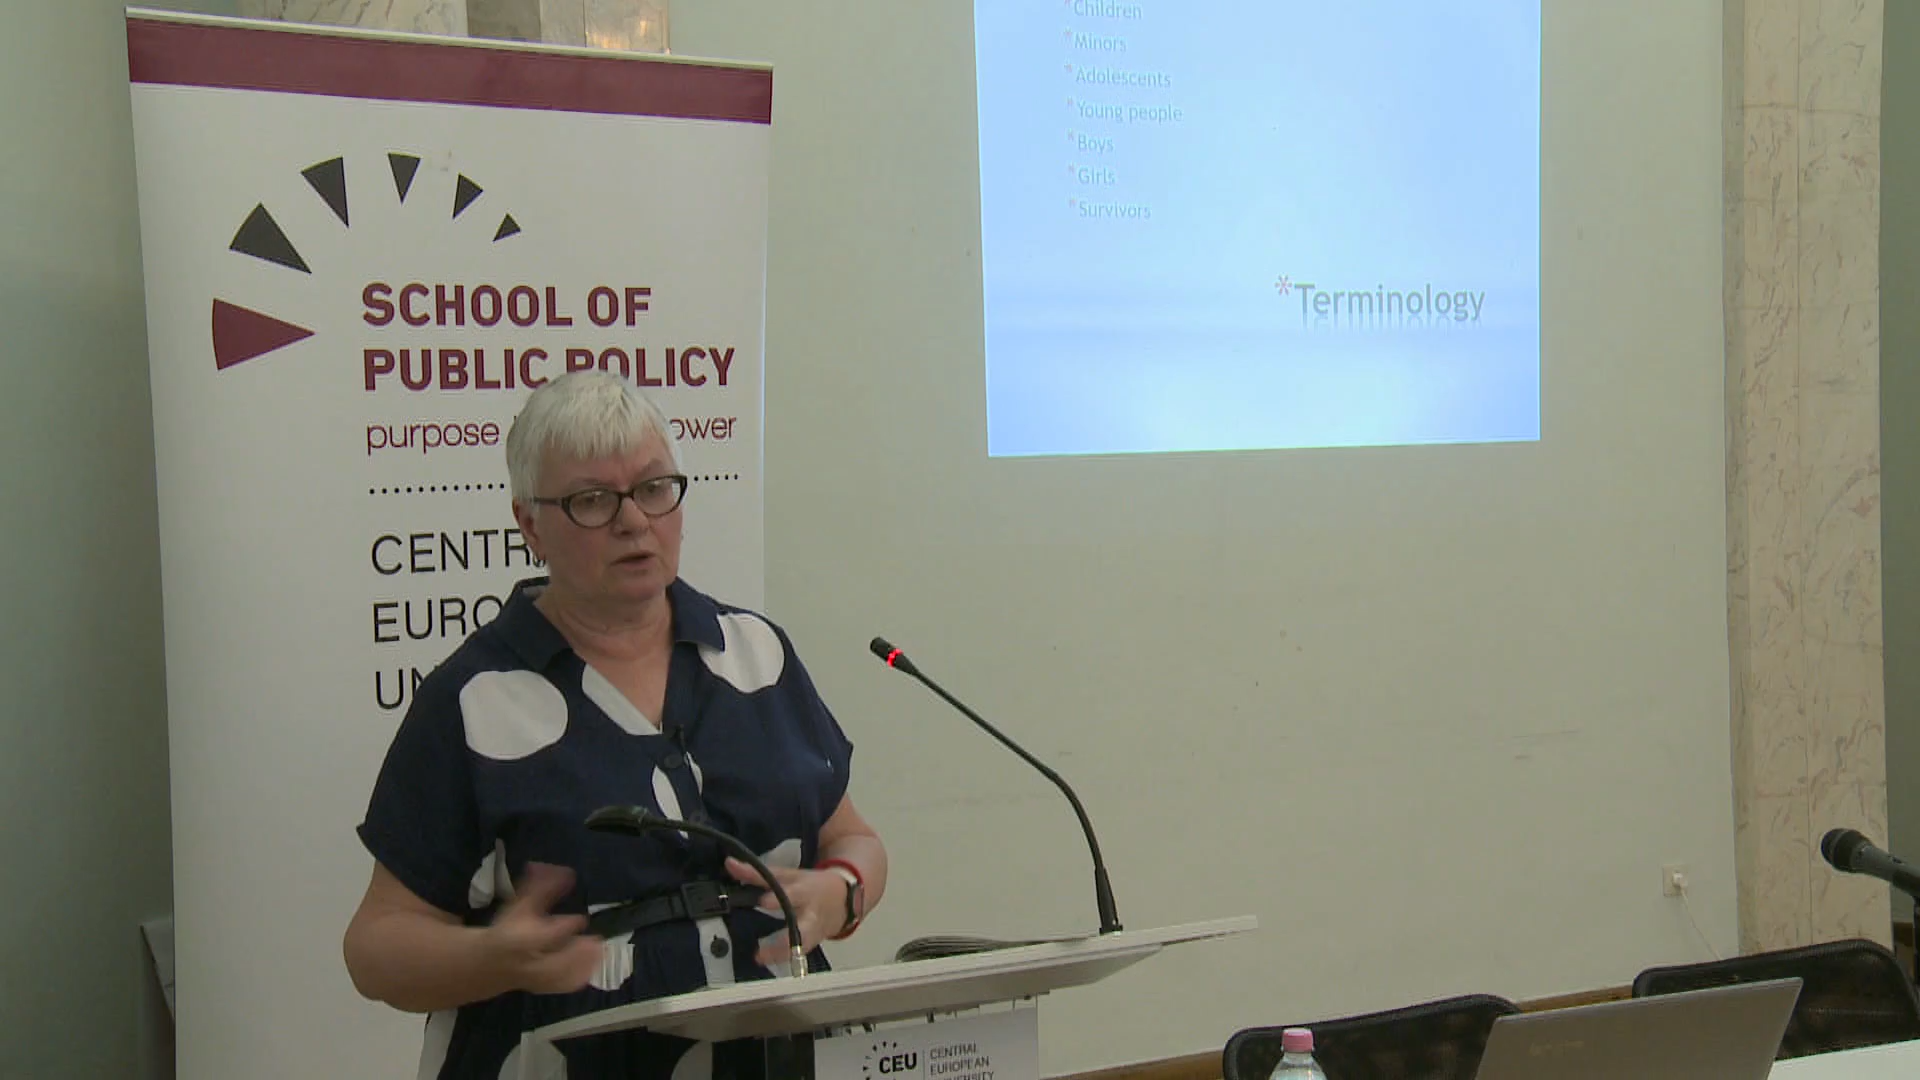 SCHOOL OF
PUBLIC POLICY
purpose
ower
CENTR
EURO
UN
*Children
*Minors
*Adolescents
*Young people
*Boys
*Girls
*Survivors
*Terminology
CEU
CENTRAL
EUROPEAN